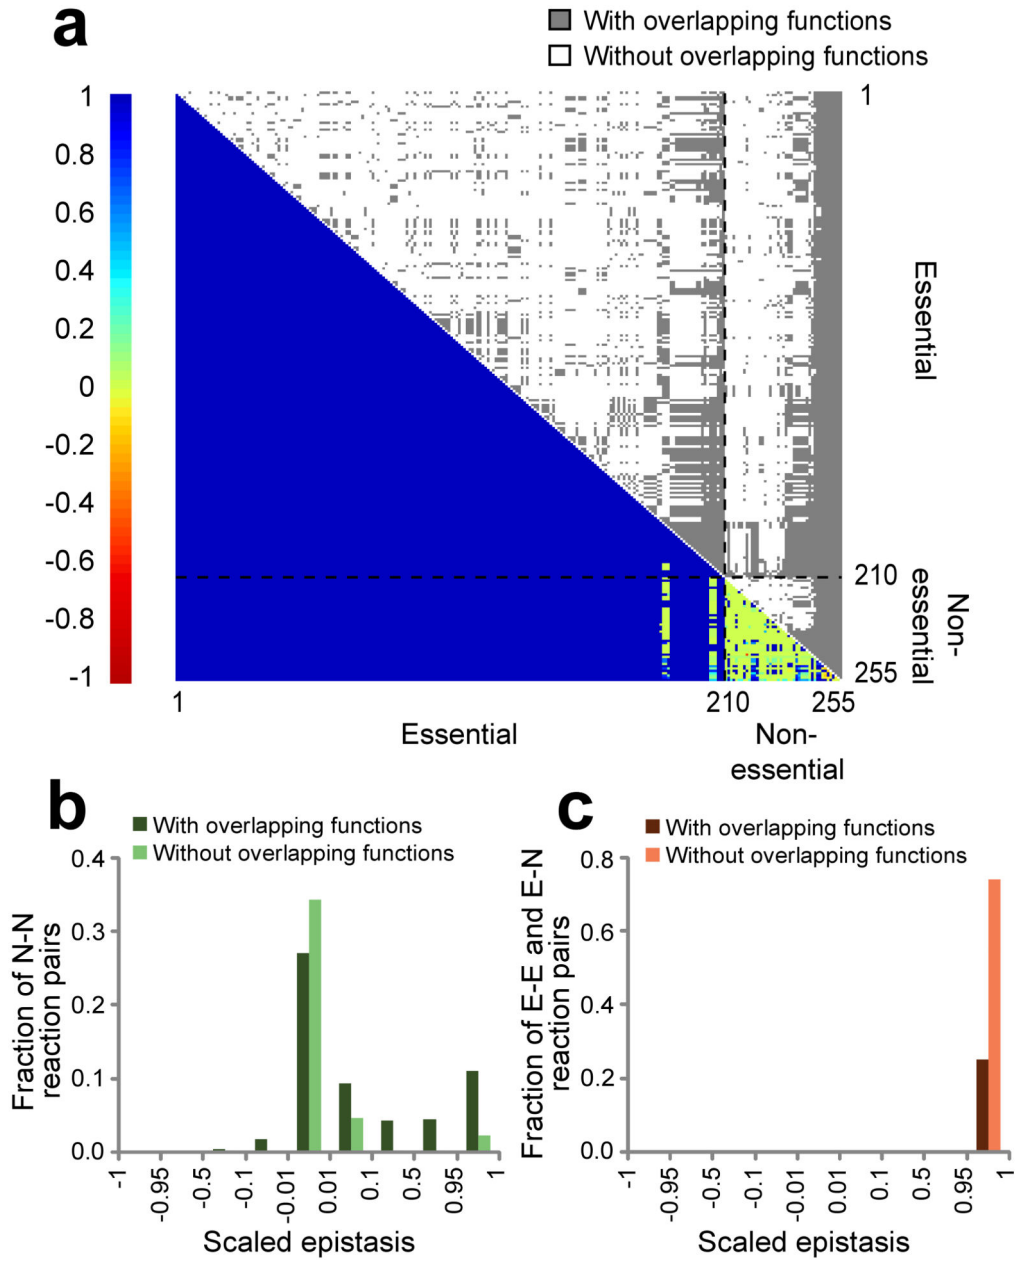 a
With overlapping functions
Without overlapping functions
1
0.8
0.6
0.4
0.2
0
-0.2
-0.4
-0.6
-0.8
-1
1
210
255
Essential
Non-
essential
1
210
255
Essential
Non-
essential
b
With overlapping functions
Without overlapping functions
Fraction of N-N
reaction pairs
0.4
0.3
0.2
0.1
0.0
-1
-0.95
-0.5
-0.1
-0.01
0.01
0.1
0.5
0.95
1
Scaled epistasis
c
With overlapping functions
Without overlapping functions
Fraction of E-E and E-N
reaction pairs
0.8
0.6
0.4
0.2
0.0
-1
-0.95
-0.5
-0.1
-0.01
0.01
0.1
0.5
0.95
1
Scaled epistasis